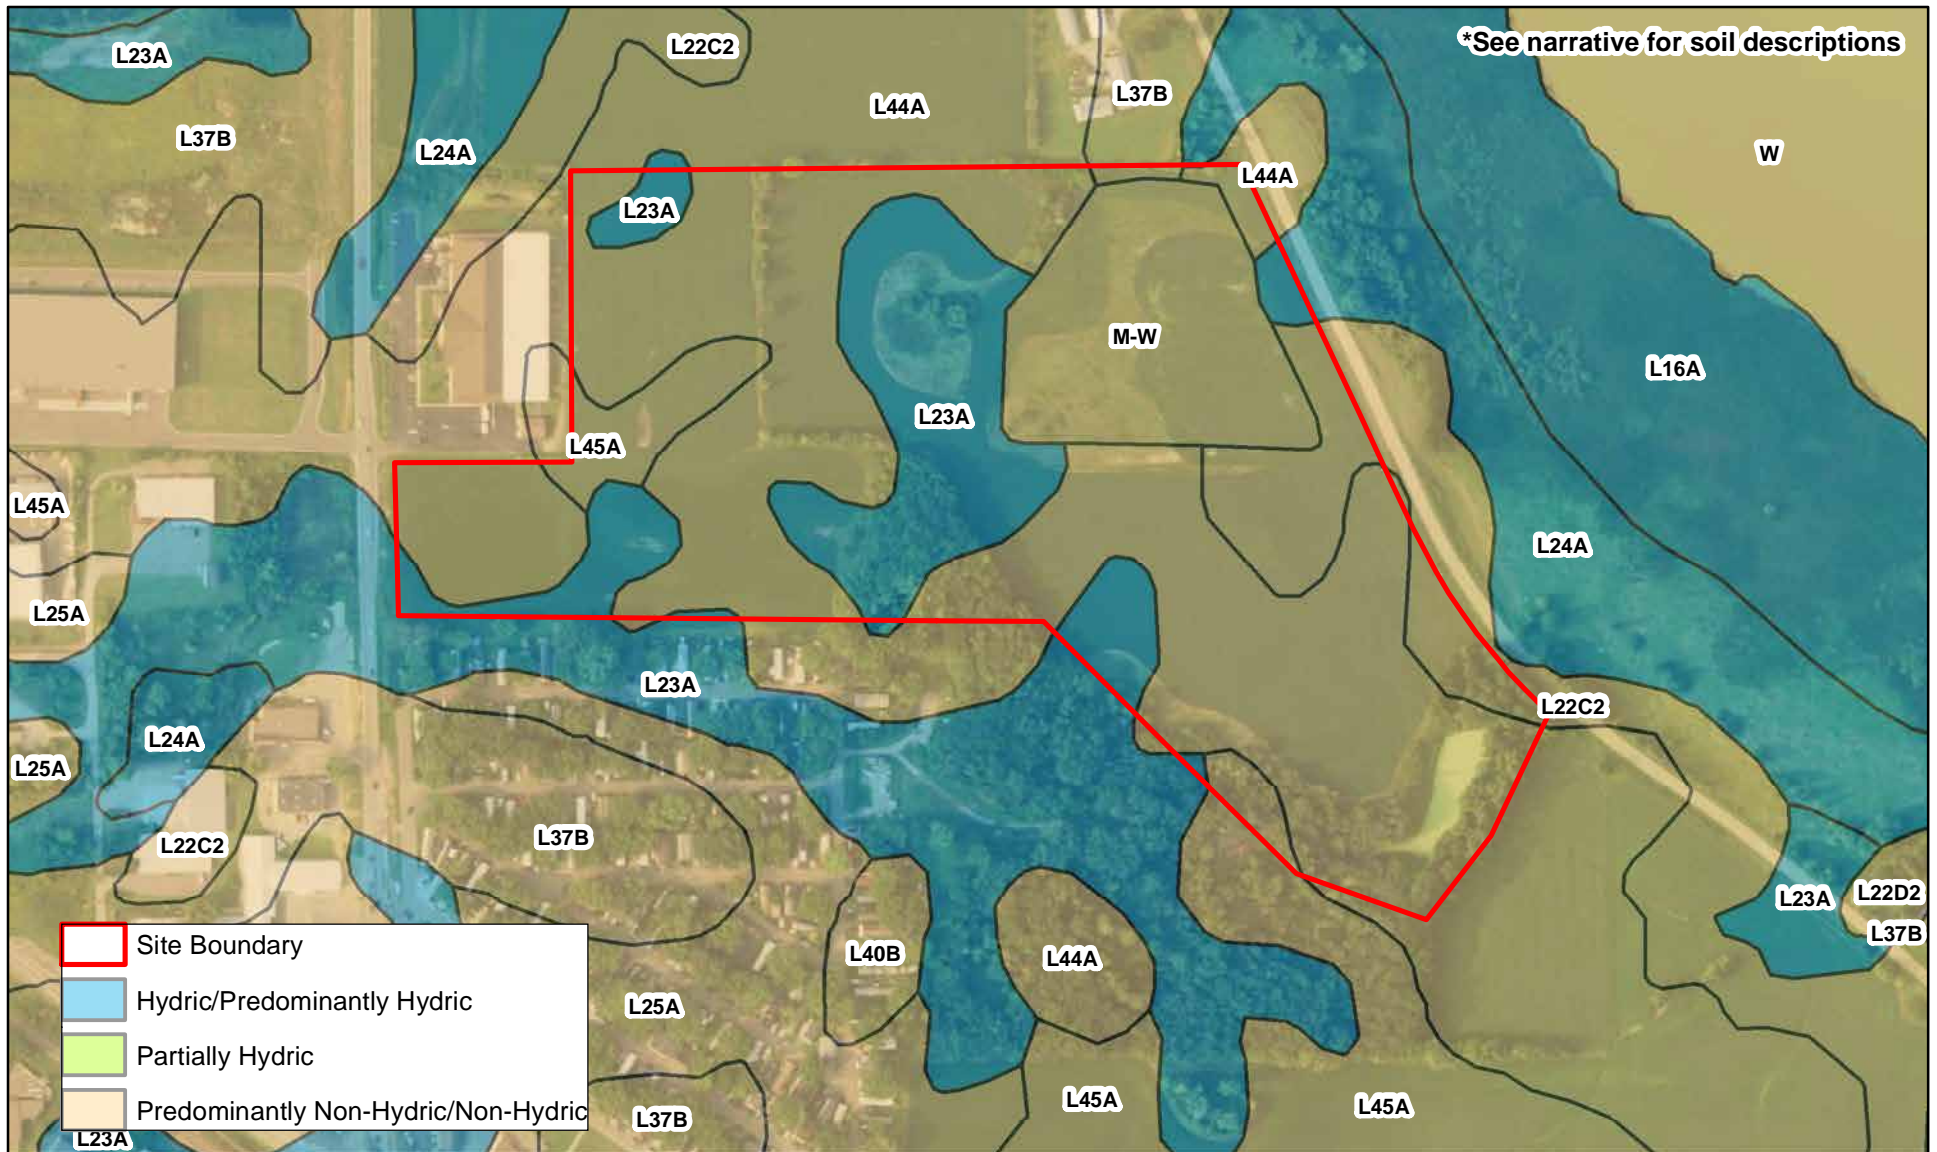 L22C2
*See narrative for soil descriptions
L23A
L44A
L37B
L37B
L24A
W
L44A
L23A
M-W
L16A
L23A
L45A
L45A
L24A
L25A
L23A
L22C2
L24A
L25A
L37B
L22C2
L23A
L22D2
L37B
L40B
L44A
L25A
L45A
L45A
L37B
L23A
Site Boundary
Hydric/Predominantly Hydric
Partially Hydric
Predominantly Non-Hydric/Non-Hydric